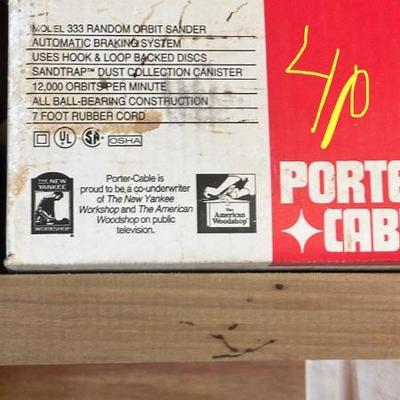 MODEL 333 RANDOM ORBIT SANDER
AUTOMATIC BRAKING SYSTEM
USES HOOK & LOOP BACKED DISCS
SANDTRAP™ DUST COLLECTION CANISTER
12,000 ORBITS PER MINUTE
ALL BALL-BEARING CONSTRUCTION
7 FOOT RUBBER CORD
UL SA OSHA
THE NEW
YANKEE
WORKSHOP
Porter-Cable is
proud to be a co-underwriter
of The New Yankee
Workshop and The American
Woodshop on public
television.
The
American
Woodshop
40
PORTE
CAB